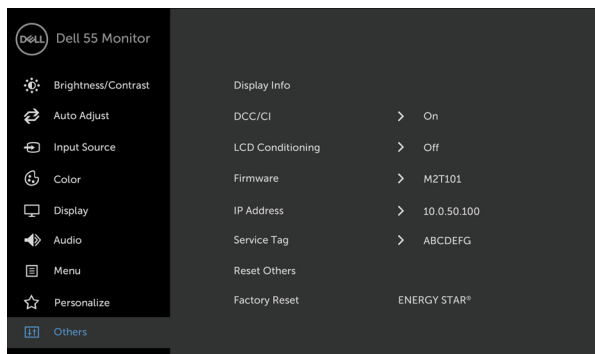 DELL Dell 55 Monitor
Brightness/Contrast
Auto Adjust
Input Source
Color
Display
Audio
Menu
Personalize
Others
Display Info
DCC/CI > On
LCD Conditioning > Off
Firmware > M2T101
IP Address > 10.0.50.100
Service Tag > ABCDEFG
Reset Others
Factory Reset ENERGY STAR®